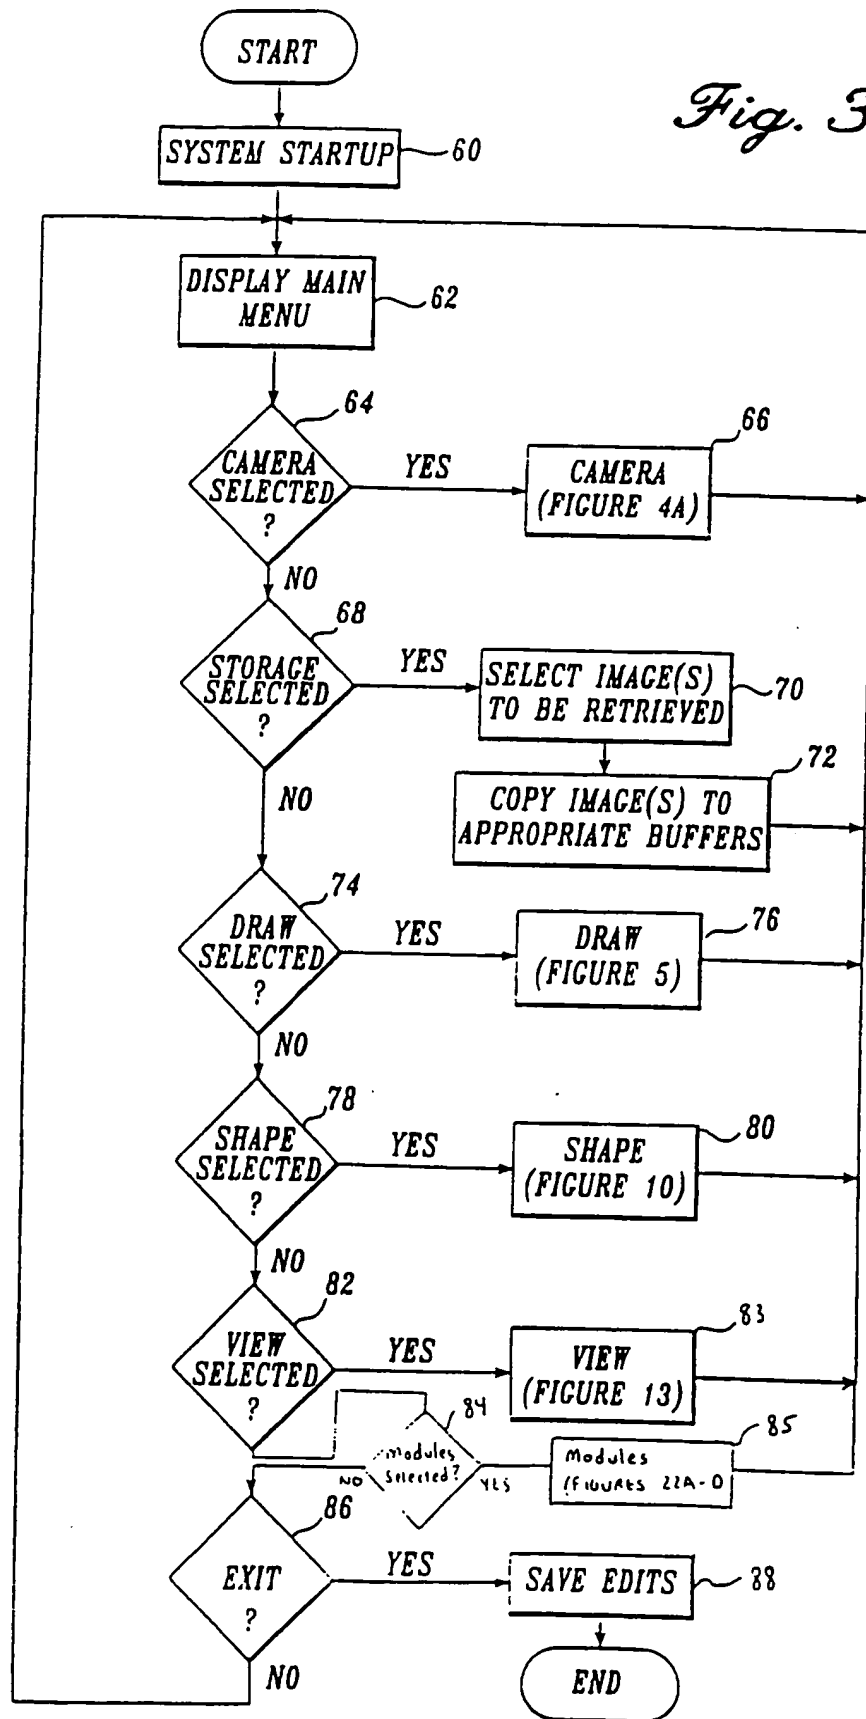 START
Fig. 3
SYSTEM STARTUP
60
DISPLAY MAIN
MENU
62
64
CAMERA
SELECTED
?
YES
66
CAMERA
(FIGURE 4A)
NO
68
STORAGE
SELECTED
?
YES
SELECT IMAGE(S)
TO BE RETRIEVED
70
72
COPY IMAGE(S) TO
APPROPRIATE BUFFERS
NO
74
DRAW
SELECTED
?
YES
76
DRAW
(FIGURE 5)
NO
78
SHAPE
SELECTED
?
YES
80
SHAPE
(FIGURE 10)
NO
82
VIEW
SELECTED
?
YES
83
VIEW
(FIGURE 13)
84
Modules
Selected?
NO
YES
85
Modules
(FIGURES 22A-O
86
EXIT
?
YES
SAVE EDITS
88
NO
END